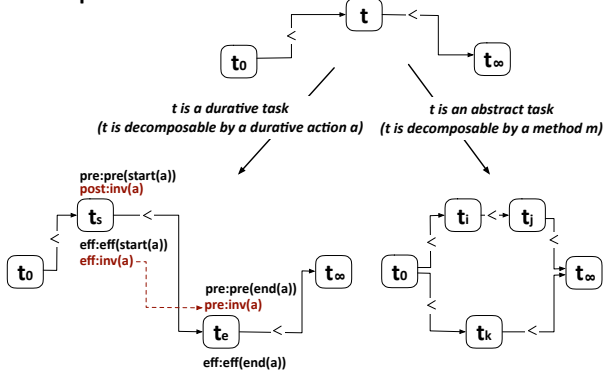 t
<
<
t0
t∞
t is a durative task
(t is decomposable by a durative action a)
t is an abstract task
(t is decomposable by a method m)
pre:pre(start(a))
post:inv(a)
ts
<
<
eff:eff(start(a))
eff:inv(a)
t0
pre:pre(end(a))
pre:inv(a)
t∞
te
<
eff:eff(end(a))
ti
<
tj
<
<
t0
t∞
<
tk
<